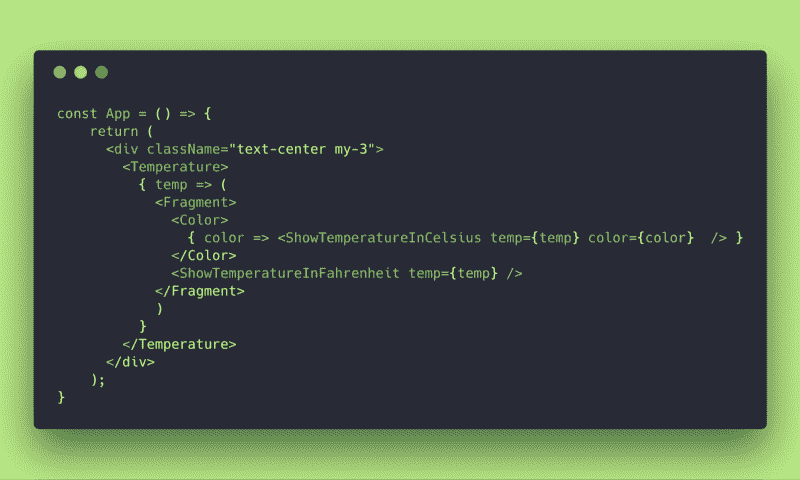 const App = () => {
    return (
      <div className="text-center my-3">
        <Temperature>
          { temp => (
            <Fragment>
              <Color>
                { color => <ShowTemperatureInCelsius temp={temp} color={color}  /> }
              </Color>
              <ShowTemperatureInFahrenheit temp={temp} />
            </Fragment>
            )
          }
        </Temperature>
      </div>
    );
}